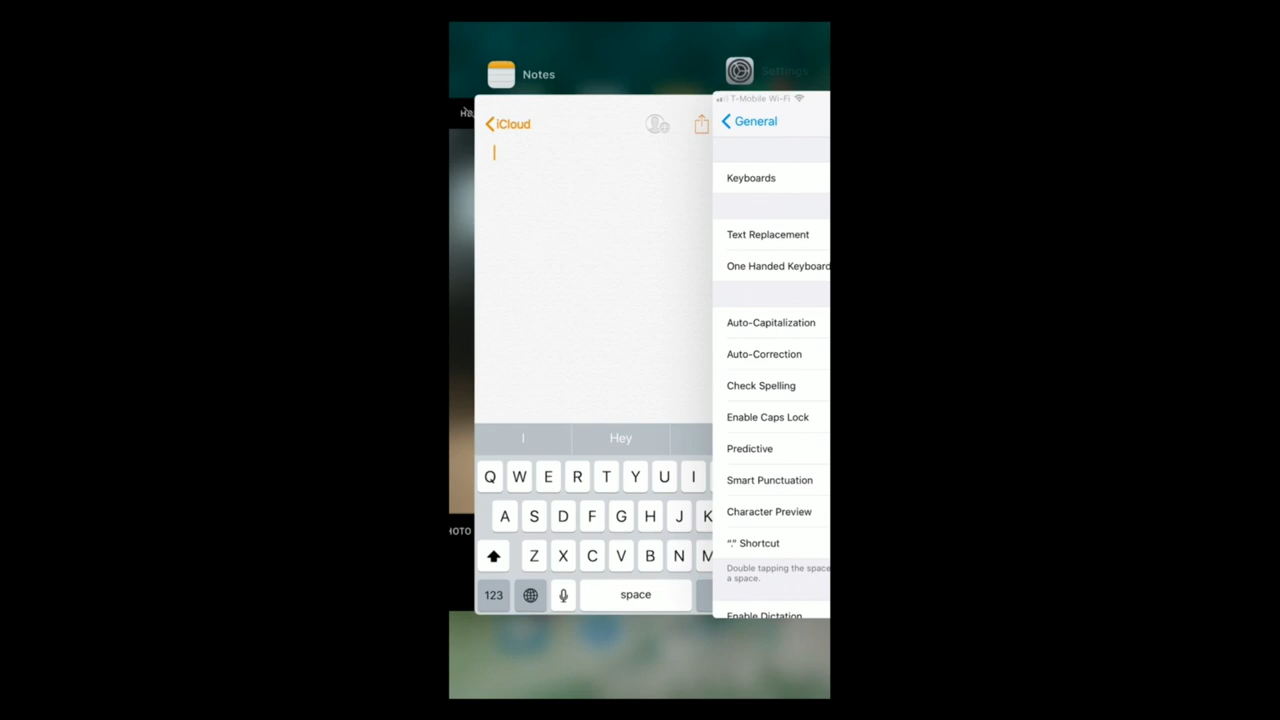 Notes
Settings
T-Mobile Wi-Fi
iCloud
General
Keyboards
Text Replacement
One Handed Keyboard
Auto-Capitalization
Auto-Correction
Check Spelling
Enable Caps Lock
Predictive
Smart Punctuation
Character Preview
“.” Shortcut
Double tapping the space
a space.
Enable Dictation
I Hey
Q W E R T Y U I
A S D F G H J K
Z X C V B N M
123 space